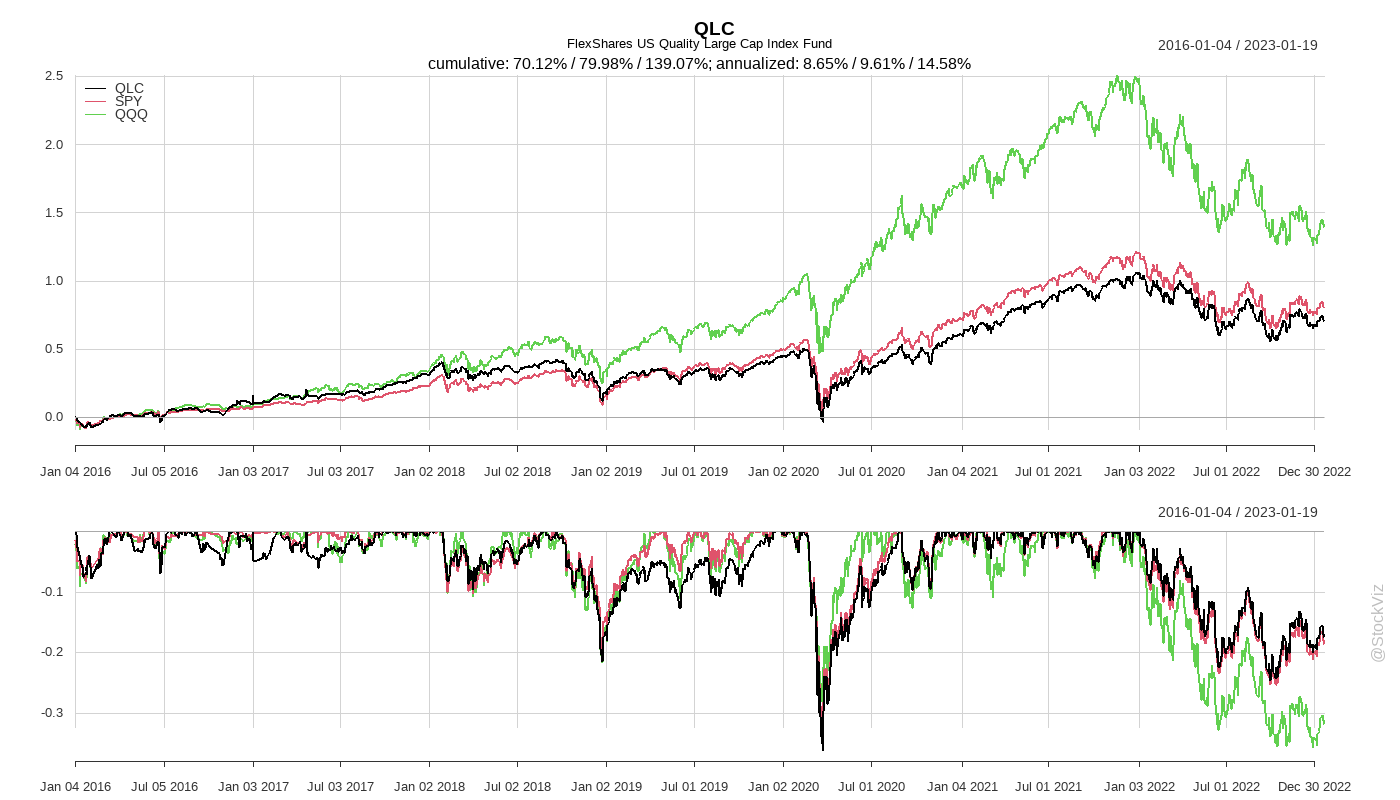 QLC
FlexShares US Quality Large Cap Index Fund
2016-01-04 / 2023-01-19
cumulative: 70.12% / 79.98% / 139.07%; annualized: 8.65% / 9.61% / 14.58%
2.5
QLC
SPY
QQQ
2.0
1.5
1.0
0.5
0.0
Jan 04 2016 Jul 05 2016 Jan 03 2017 Jul 03 2017 Jan 02 2018 Jul 02 2018 Jan 02 2019 Jul 01 2019 Jan 02 2020 Jul 01 2020 Jan 04 2021 Jul 01 2021 Jan 03 2022 Jul 01 2022 Dec 30 2022
2016-01-04 / 2023-01-19
-0.1
-0.2
-0.3
Jan 04 2016 Jul 05 2016 Jan 03 2017 Jul 03 2017 Jan 02 2018 Jul 02 2018 Jan 02 2019 Jul 01 2019 Jan 02 2020 Jul 01 2020 Jan 04 2021 Jul 01 2021 Jan 03 2022 Jul 01 2022 Dec 30 2022
@StockViz